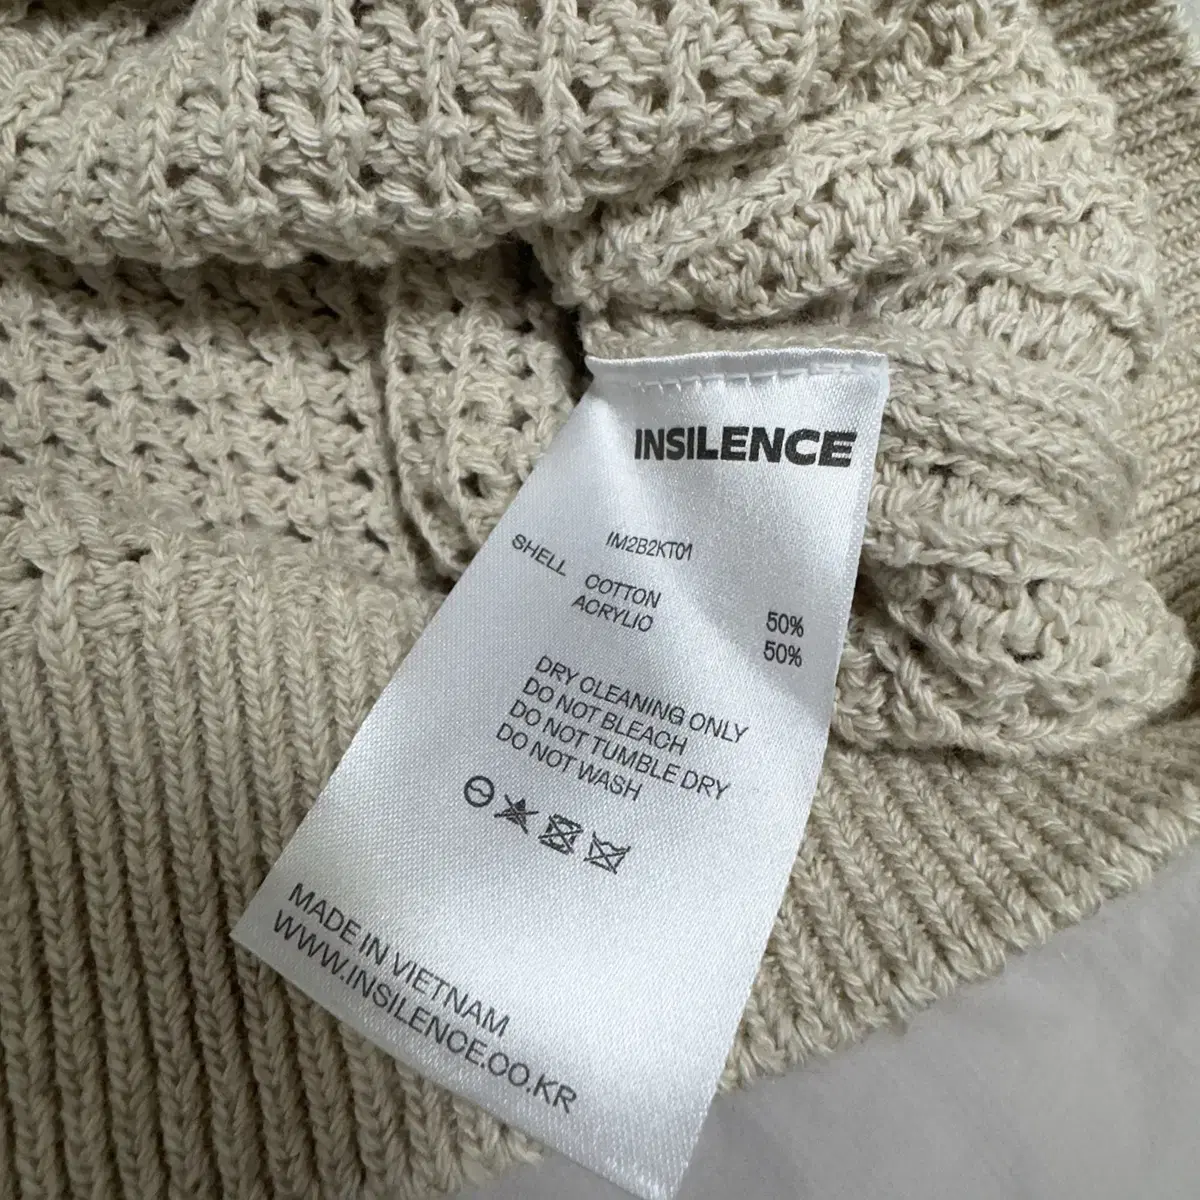 INSILENCE
IM2B2KT01
SHELL COTTON 50%
ACRYLIC 50%
DRY CLEANING ONLY
DO NOT BLEACH
DO NOT TUMBLE DRY
DO NOT WASH
MADE IN VIETNAM
WWW.INSILENCE.CO.KR